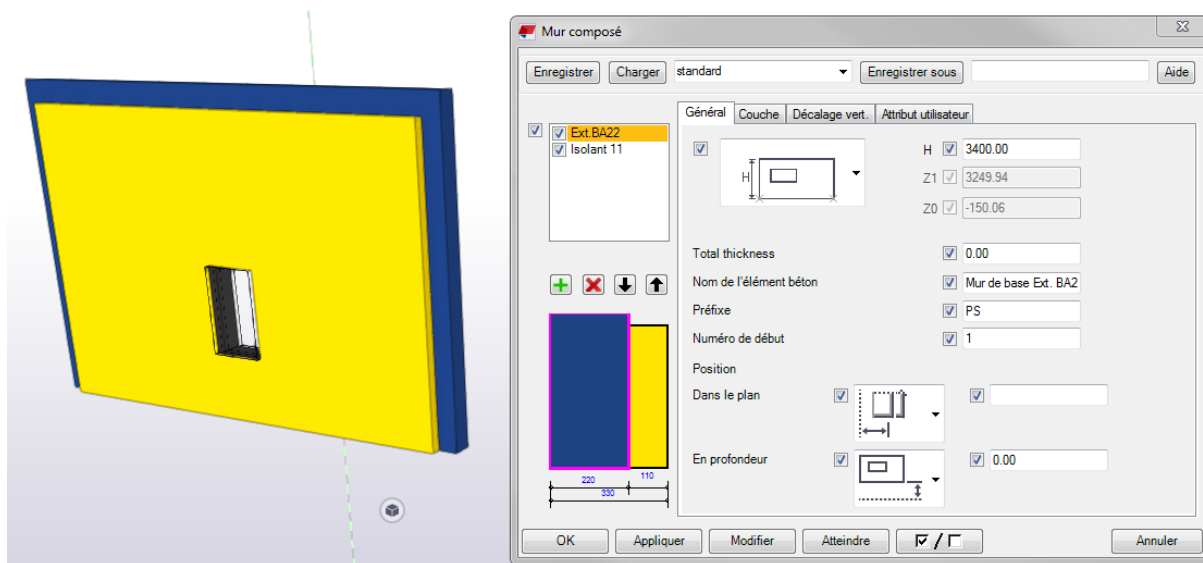 Mur composé
Enregistrer Charger standard Enregistrer sous Aide
Général Couche Décalage vert. Attribut utilisateur
Ext.BA22
Isolant 11
H 3400.00
H
Z1 3249.94
Z0 -150.06
Total thickness 0.00
Nom de l'élément béton Mur de base Ext. BA2
Préfixe PS
Numéro de début 1
Position
Dans le plan
En profondeur 0.00
220 110
330
OK Appliquer Modifier Atteindre / Annuler